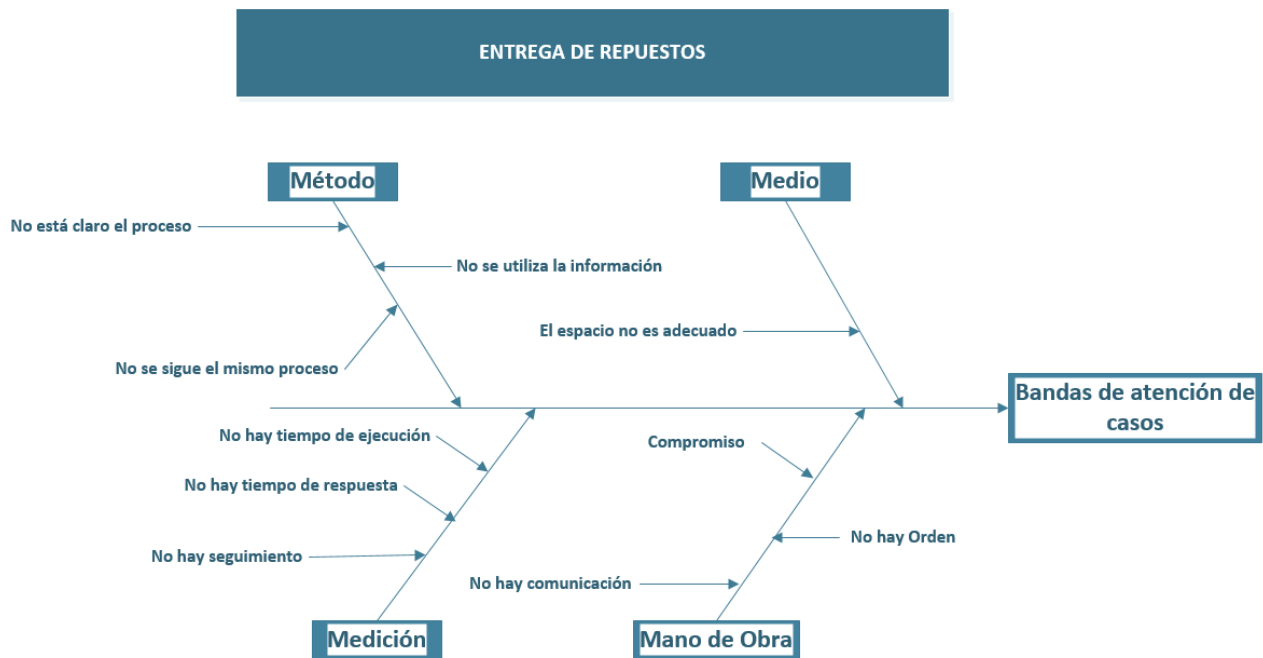 ENTREGA DE REPUESTOS
Método
Medio
No está claro el proceso
No se utiliza la información
El espacio no es adecuado
No se sigue el mismo proceso
Bandas de atención de
casos
No hay tiempo de ejecución
Compromiso
No hay tiempo de respuesta
No hay Orden
No hay seguimiento
No hay comunicación
Medición
Mano de Obra